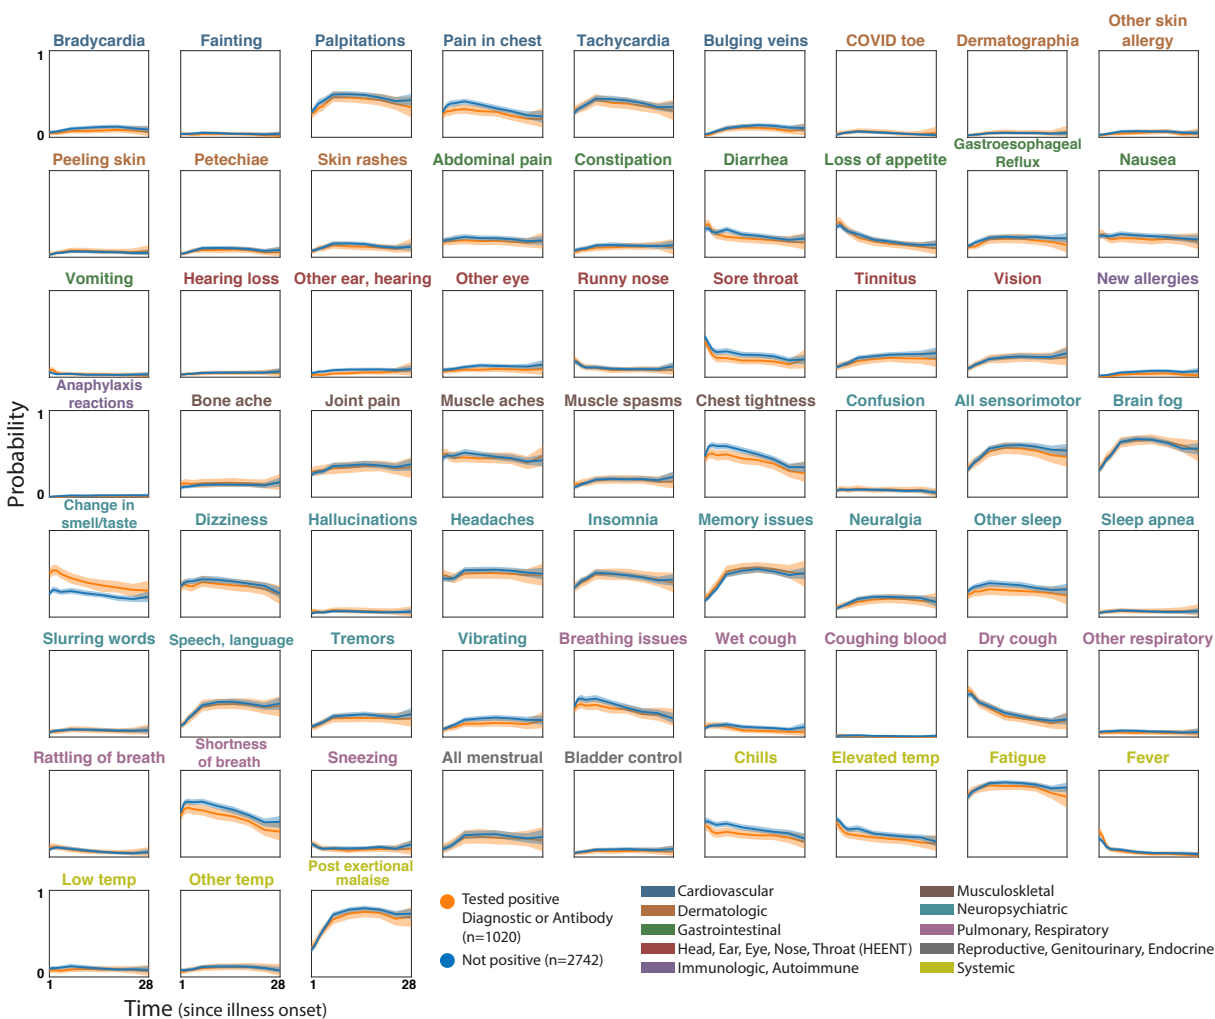 Other skin
allergy
Bradycardia Fainting Palpitations Pain in chest Tachycardia Bulging veins COVID toe Dermatographia
1
0
Peeling skin Petechiae Skin rashes Abdominal pain Constipation Diarrhea Loss of appetite Gastroesophageal
Reflux Nausea
Vomiting Hearing loss Other ear, hearing Other eye Runny nose Sore throat Tinnitus Vision New allergies
Anaphylaxis
reactions Bone ache Joint pain Muscle aches Muscle spasms Chest tightness Confusion All sensorimotor Brain fog
1
0
Probability
Change in
smell/taste Dizziness Hallucinations Headaches Insomnia Memory issues Neuralgia Other sleep Sleep apnea
Slurring words Speech, language Tremors Vibrating Breathing issues Wet cough Coughing blood Dry cough Other respiratory
Rattling of breath Shortness
of breath Sneezing All menstrual Bladder control Chills Elevated temp Fatigue Fever
Low temp Other temp Post exertional
malaise
1
0
1 28 1 28 1 28
Time (since illness onset)
Tested positive
Diagnostic or Antibody
(n=1020)
Not positive (n=2742)
Cardiovascular
Dermatologic
Gastrointestinal
Head, Ear, Eye, Nose, Throat (HEENT)
Immunologic, Autoimmune
Musculoskletal
Neuropsychiatric
Pulmonary, Respiratory
Reproductive, Genitourinary, Endocrine
Systemic